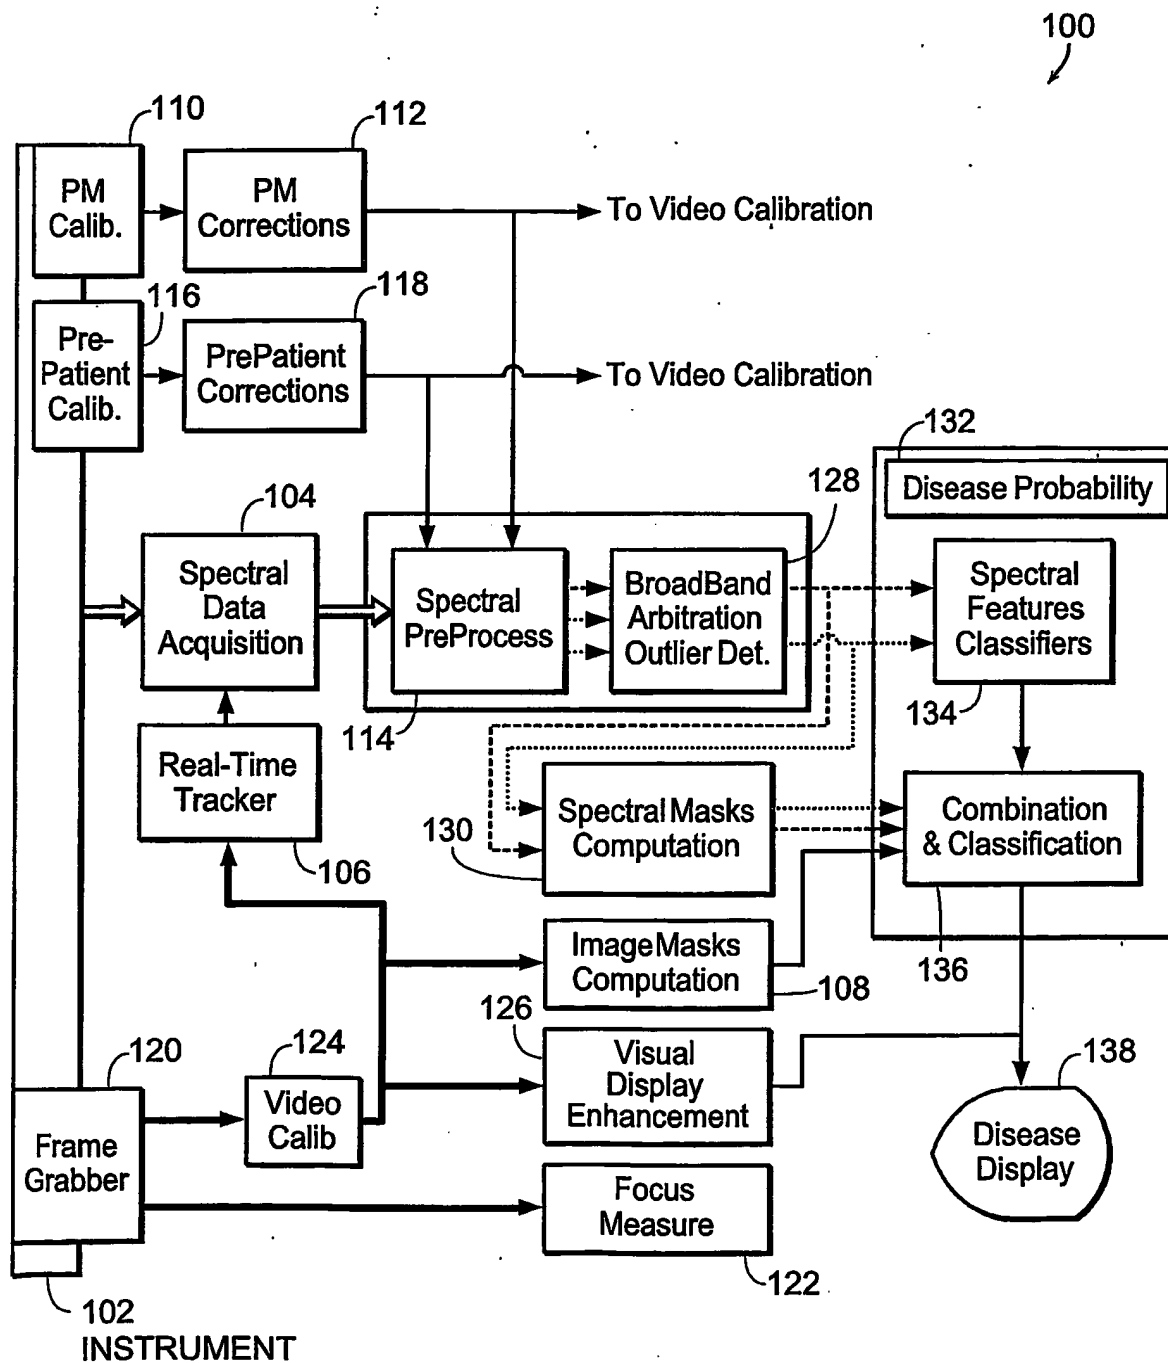 100
110
112
PM
Calib.
PM
Corrections
To Video Calibration
116
118
Pre-
Patient
Calib.
PrePatient
Corrections
To Video Calibration
132
Disease Probability
104
128
Spectral
Data
Acquisition
Spectral
PreProcess
BroadBand
Arbitration
Outlier Det.
Spectral
Features
Classifiers
114
134
Real-Time
Tracker
106
130
Spectral Masks
Computation
Combination
& Classification
136
Image Masks
Computation
108
126
Visual
Display
Enhancement
120
124
Frame
Grabber
Video
Calib
138
Disease
Display
Focus
Measure
122
102
INSTRUMENT